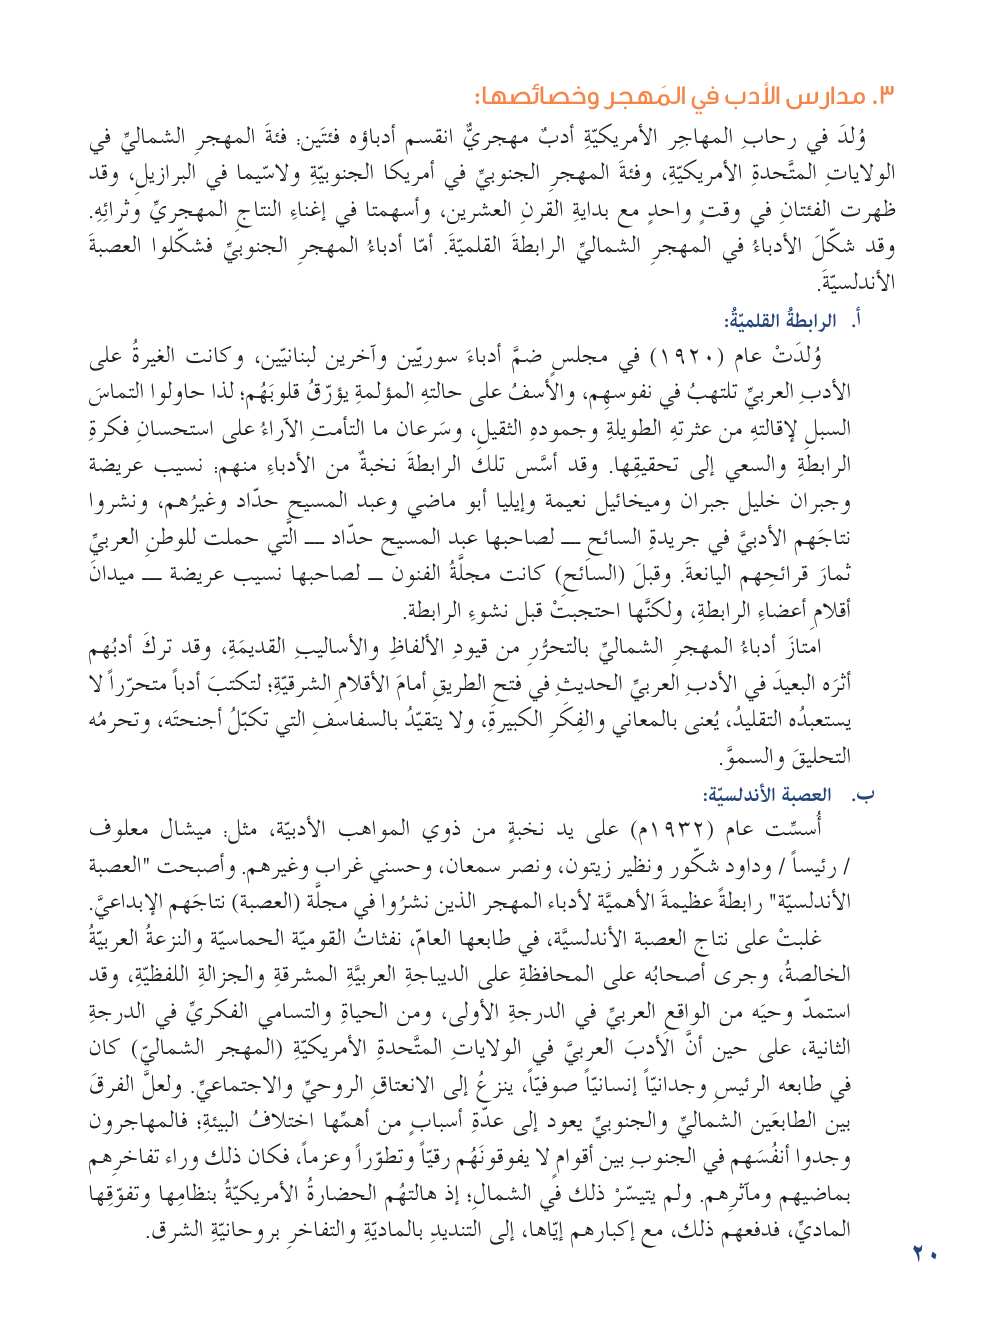 ٣. مدارس الأدب في المَهجر وخصائصها:
وُلدَ في رحابِ المهاجِر الأمريكيّةِ أدبٌ مهجريٌّ انقسم أدباؤه فئتَين: فئةَ المهجرِ الشماليِّ في
الولاياتِ المتَّحدةِ الأمريكيّةِ، وفئةَ المهجرِ الجنوبيِّ في أمريكا الجنوبيّةِ ولاسيّما في البرازيلِ، وقد
ظهرت الفئتانِ في وقتٍ واحدٍ مع بدايةِ القرنِ العشرين، وأسهمتا في إغناءِ النتاجِ المهجريِّ وثرائِهِ.
وقد شكّلَ الأدباءُ في المهجرِ الشماليِّ الرابطةَ القلميّةَ. أمّا أدباءُ المهجرِ الجنوبيِّ فشكّلوا العصبةَ
الأندلسيّةَ.
أ. الرابطةُ القلميّةُ:
وُلدَتْ عام (١٩٢٠) في مجلسٍ ضمَّ أدباءَ سوريّين وآخرين لبنانيّين، وكانت الغيرةُ على
الأدبِ العربيِّ تلتهبُ في نفوسهِم، والأسفُ على حالتهِ المؤلمةِ يؤرّقُ قلوبَهُم؛ لذا حاولوا التماسَ
السبلِ لإقالتهِ من عثرتهِ الطويلةِ وجمودهِ الثقيلِ، وسَرعان ما التأمتِ الآراءُ على استحسانِ فكرةِ
الرابطةِ والسعي إلى تحقيقِها. وقد أسَّس تلكَ الرابطةَ نخبةٌ من الأدباءِ منهم: نسيب عريضة
وجبران خليل جبران وميخائيل نعيمة وإيليا أبو ماضي وعبد المسيح حدّاد وغيرُهم، ونشروا
نتاجَهم الأدبيَّ في جريدةِ السائحِ ـــ لصاحبها عبد المسيح حدّاد ـــ الَّتي حملت للوطنِ العربيِّ
ثمارَ قرائحِهم اليانعةَ. وقبلَ (السائحِ) كانت مجلَّةُ الفنون ـــ لصاحبها نسيب عريضة ـــ ميدانَ
أقلامِ أعضاءِ الرابطةِ، ولكنَّها احتجبتْ قبل نشوءِ الرابطة.
امتازَ أدباءُ المهجرِ الشماليِّ بالتحرُّرِ من قيودِ الألفاظِ والأساليبِ القديمَةِ، وقد تركَ أدبُهم
أثرَه البعيدَ في الأدبِ العربيِّ الحديثِ في فتح الطريقِ أمامَ الأقلامِ الشرقيّةِ؛ لتكتبَ أدباً متحرّراً لا
يستعبدُه التقليدُ، يُعنى بالمعاني والفِكَرِ الكبيرةِ، ولا يتقيّدُ بالسفاسفِ التي تكبّلُ أجنحتَه، وتحرمُه
التحليقَ والسموَّ.
ب. العصبة الأندلسيّة:
أُسسِّت عام (١٩٣٢م) على يد نخبةٍ من ذوي المواهب الأدبيّة، مثل: ميشال معلوف
/ رئيساً / وداود شكّور ونظير زيتون، ونصر سمعان، وحسني غراب وغيرهم. وأصبحت "العصبة
الأندلسيّة" رابطةً عظيمةَ الأهميَّة لأدباء المهجر الذين نشرُوا في مجلَّة (العصبة) نتاجَهم الإبداعيَّ.
غلبتْ على نتاج العصبة الأندلسيَّة، في طابعها العامّ، نفثاتُ القوميّة الحماسيّة والنزعةُ العربيّةُ
الخالصةُ، وجرى أصحابُه على المحافظةِ على الديباجةِ العربيَّةِ المشرقةِ والجزالةِ اللفظيّةِ، وقد
استمدّ وحيَه من الواقعِ العربيِّ في الدرجةِ الأولى، ومن الحياةِ والتسامي الفكريِّ في الدرجةِ
الثانية، على حين أنَّ الأدبَ العربيَّ في الولاياتِ المتَّحدةِ الأمريكيّةِ (المهجر الشماليّ) كان
في طابعه الرئيسِ وجدانيّاً إنسانيّاً صوفيّاً، ينزعُ إلى الانعتاقِ الروحيِّ والاجتماعيِّ. ولعلَّ الفرقَ
بين الطابعَين الشماليِّ والجنوبيِّ يعود إلى عدّةِ أسبابٍ من أهمِّها اختلافُ البيئةِ؛ فالمهاجرون
وجدوا أنفُسَهم في الجنوبِ بين أقوامٍ لا يفوقونَهُم رقيّاً وتطوّراً وعزماً، فكان ذلك وراء تفاخرِهم
بماضيهم ومآثرِهم. ولم يتيسّرْ ذلك في الشمالِ؛ إذ هالتهُم الحضارةُ الأمريكيّةُ بنظامِها وتفوّقِها
الماديِّ، فدفعهم ذلك، مع إكبارهم إيّاها، إلى التنديدِ بالماديّةِ والتفاخرِ بروحانيّةِ الشرق.
٢٠